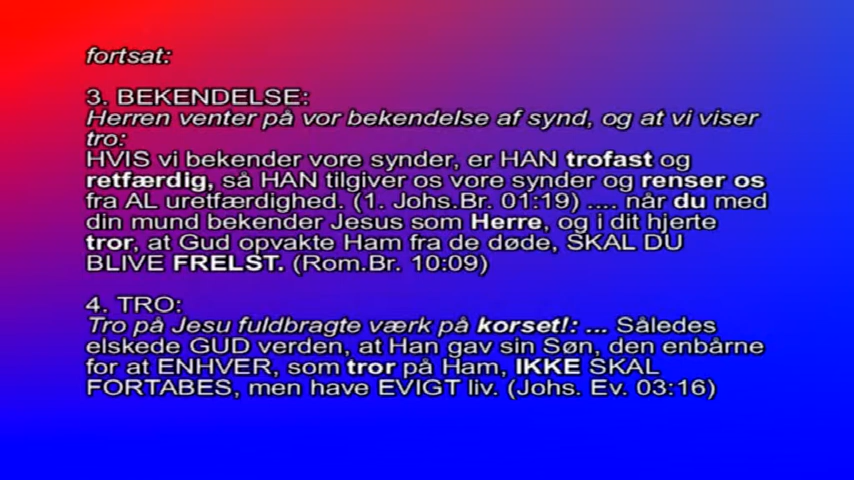 fortsat:
3. BEKENDELSE:
Herren venter på vor bekendelse af synd, og at vi viser
tro:
HVIS vi bekender vore synder, er HAN trofast og
retfærdig, så HAN tilgiver os vore synder og renser os
fra AL uretfærdighed. (1. Johs.Br. 01:19) .... når du med
din mund bekender Jesus som Herre, og i dit hjerte
tror, at Gud opvakte Ham fra de døde, SKAL DU
BLIVE FRELST. (Rom.Br. 10:09)
4. TRO:
Tro på Jesu fuldbragte værk på korset!: ... Således
elskede GUD verden, at Han gav sin Søn, den enbårne
for at ENHVER, som tror på Ham, IKKE SKAL
FORTABES, men have EVIGT liv. (Johs. Ev. 03:16)